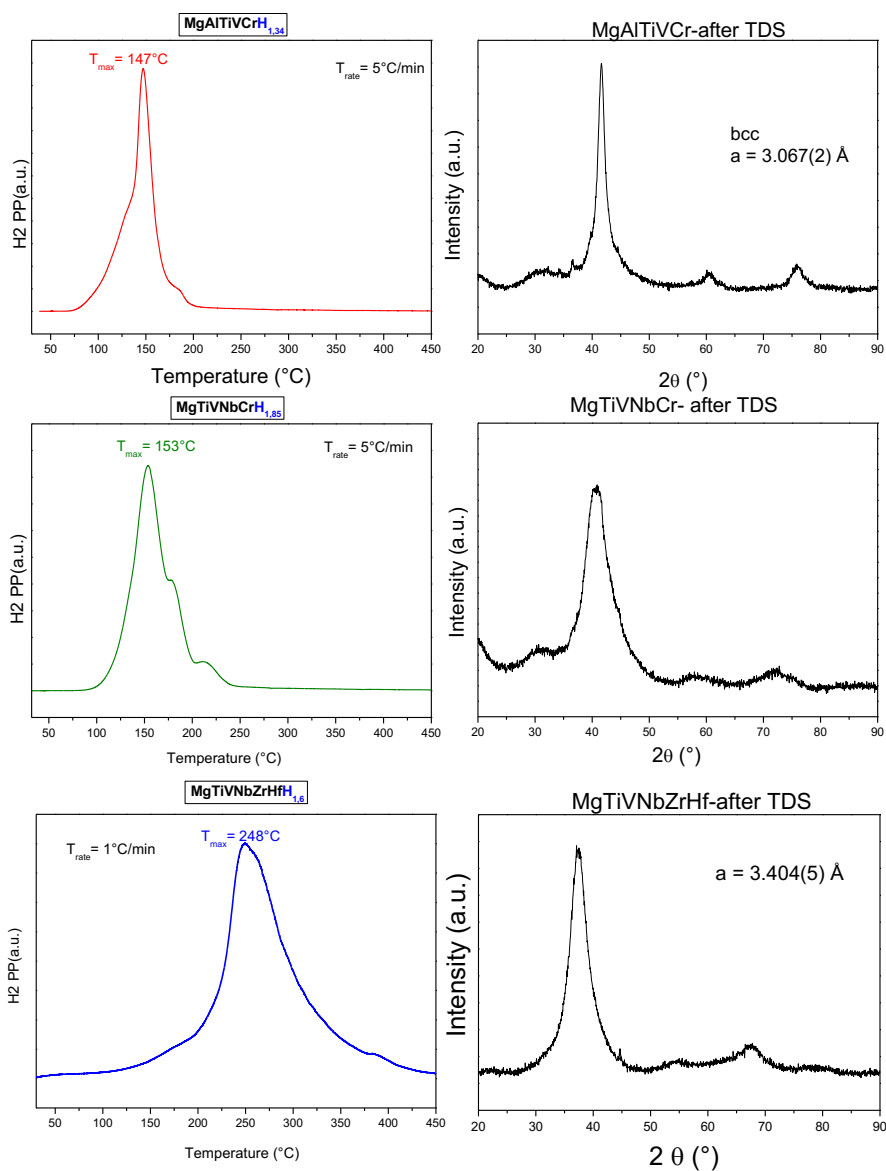 MgAlTiVCrH1,34
Tmax= 147°C
Trate= 5°C/min
H2 PP(a.u.)
50 100 150 200 250 300 350 400 450
Temperature (°C)
MgAlTiVCr-after TDS
bcc
a = 3.067(2) Å
Intensity (a.u.)
20 30 40 50 60 70 80 90
2θ (°)
MgTiVNbCrH1,85
Tmax= 153°C
Trate= 5°C/min
H2 PP(a.u.)
50 100 150 200 250 300 350 400 450
Temperature (°C)
MgTiVNbCr- after TDS
Intensity (a.u.)
20 30 40 50 60 70 80 90
2θ (°)
MgTiVNbZrHfH1,6
Tmax= 248°C
Trate= 1°C/min
H2 PP(a.u.)
50 100 150 200 250 300 350 400 450
Temperature (°C)
MgTiVNbZrHf-after TDS
a = 3.404(5) Å
Intensity (a.u.)
20 30 40 50 60 70 80 90
2 θ (°)